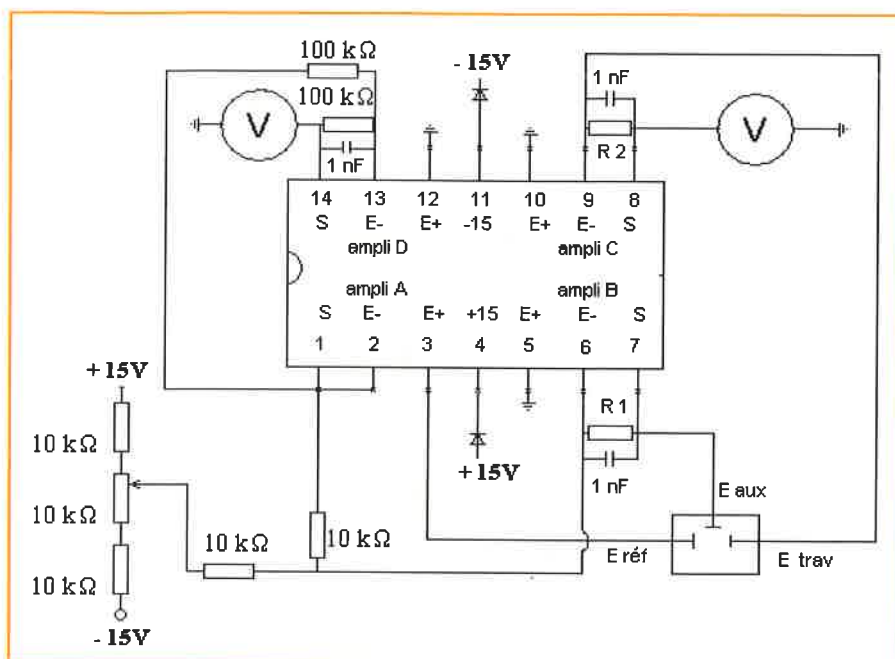 100 kΩ
100 kΩ
- 15V
1 nF
V
V
1 nF
R 2
14 13 12 11 10 9 8
S E- E+ -15 E+ E- S
ampli D ampli C
ampli A ampli B
S E- E+ +15 E+ E- S
1 2 3 4 5 6 7
+ 15V
R 1
+ 15V
1 nF
10 kΩ
E aux
10 kΩ
10 kΩ
10 kΩ
E réf
E trav
10 kΩ
- 15V